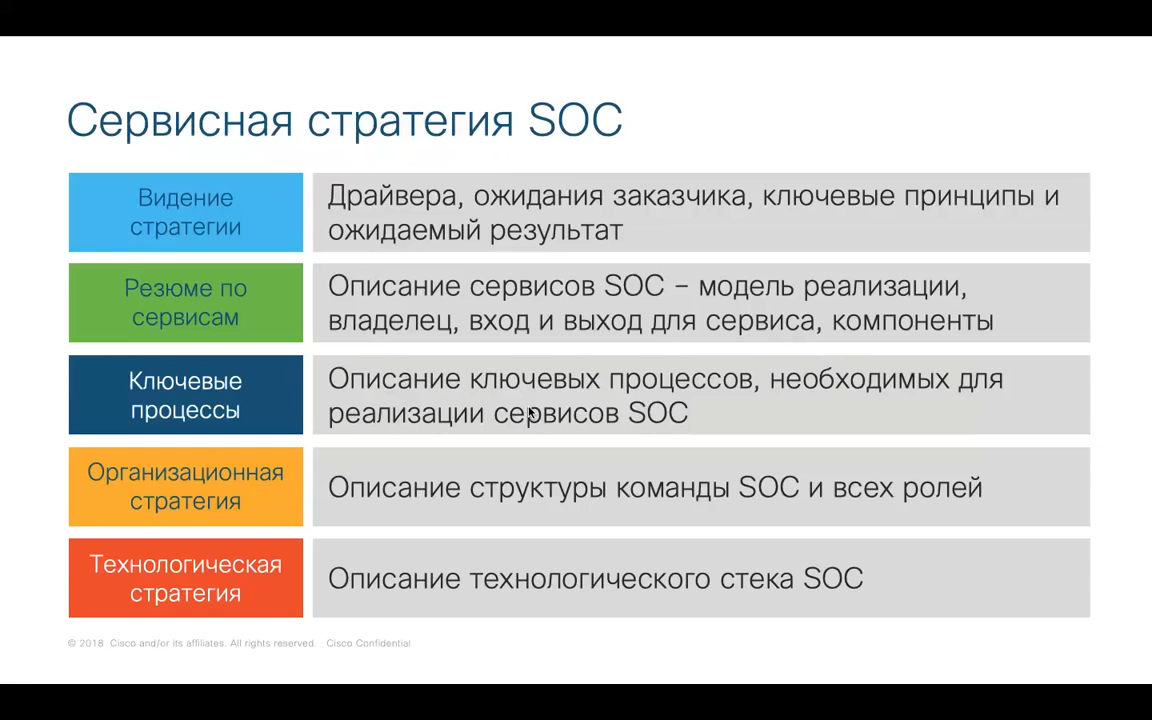 Сервисная стратегия SOC
Видение
стратегии
Драйвера, ожидания заказчика, ключевые принципы и
ожидаемый результат
Резюме по
сервисам
Описание сервисов SOC – модель реализации,
владелец, вход и выход для сервиса, компоненты
Ключевые
процессы
Описание ключевых процессов, необходимых для
реализации сервисов SOC
Организационная
стратегия
Описание структуры команды SOC и всех ролей
Технологическая
стратегия
Описание технологического стека SOC
© 2018 Cisco and/or its affiliates. All rights reserved. Cisco Confidential